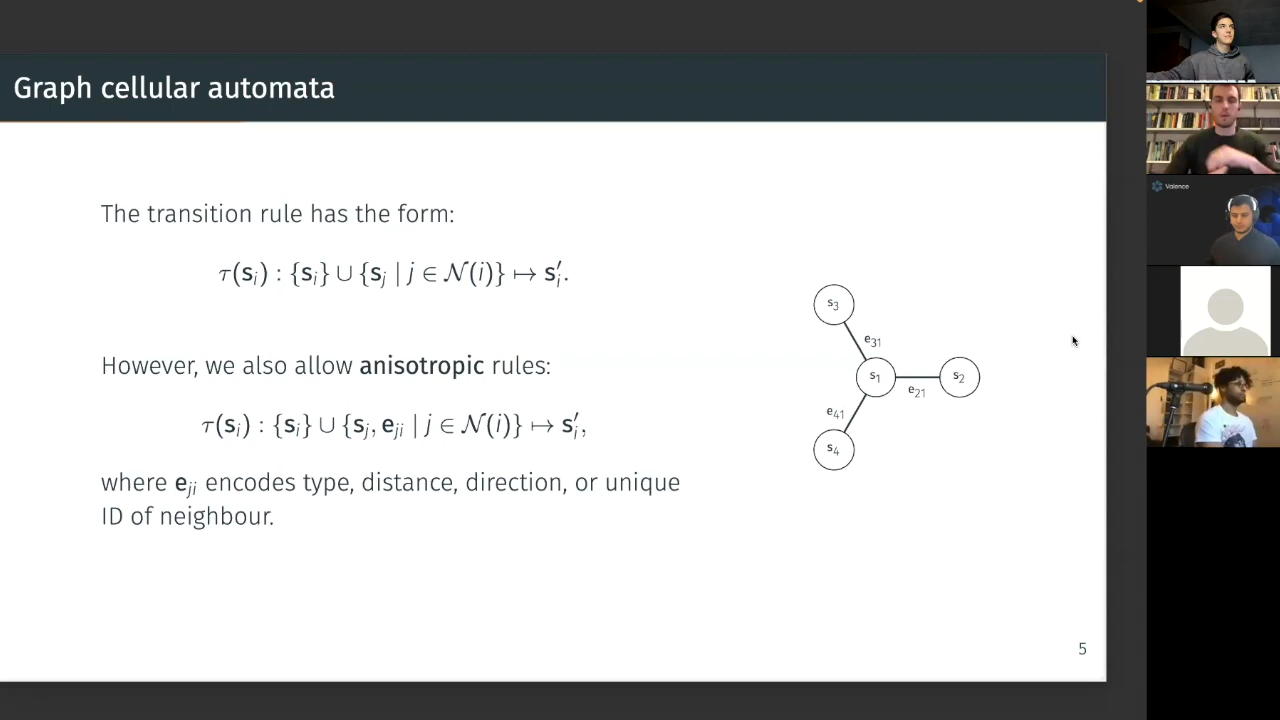 Graph cellular automata
Valence
The transition rule has the form:
τ(sᵢ) : {sᵢ} ∪ {sⱼ | j ∈ 𝒩(i)} ↦ s′ᵢ.
However, we also allow anisotropic rules:
τ(sᵢ) : {sᵢ} ∪ {sⱼ, eⱼᵢ | j ∈ 𝒩(i)} ↦ s′ᵢ,
where eⱼᵢ encodes type, distance, direction, or unique
ID of neighbour.
s₃
e₃₁
s₁
s₂
e₂₁
e₄₁
s₄
5